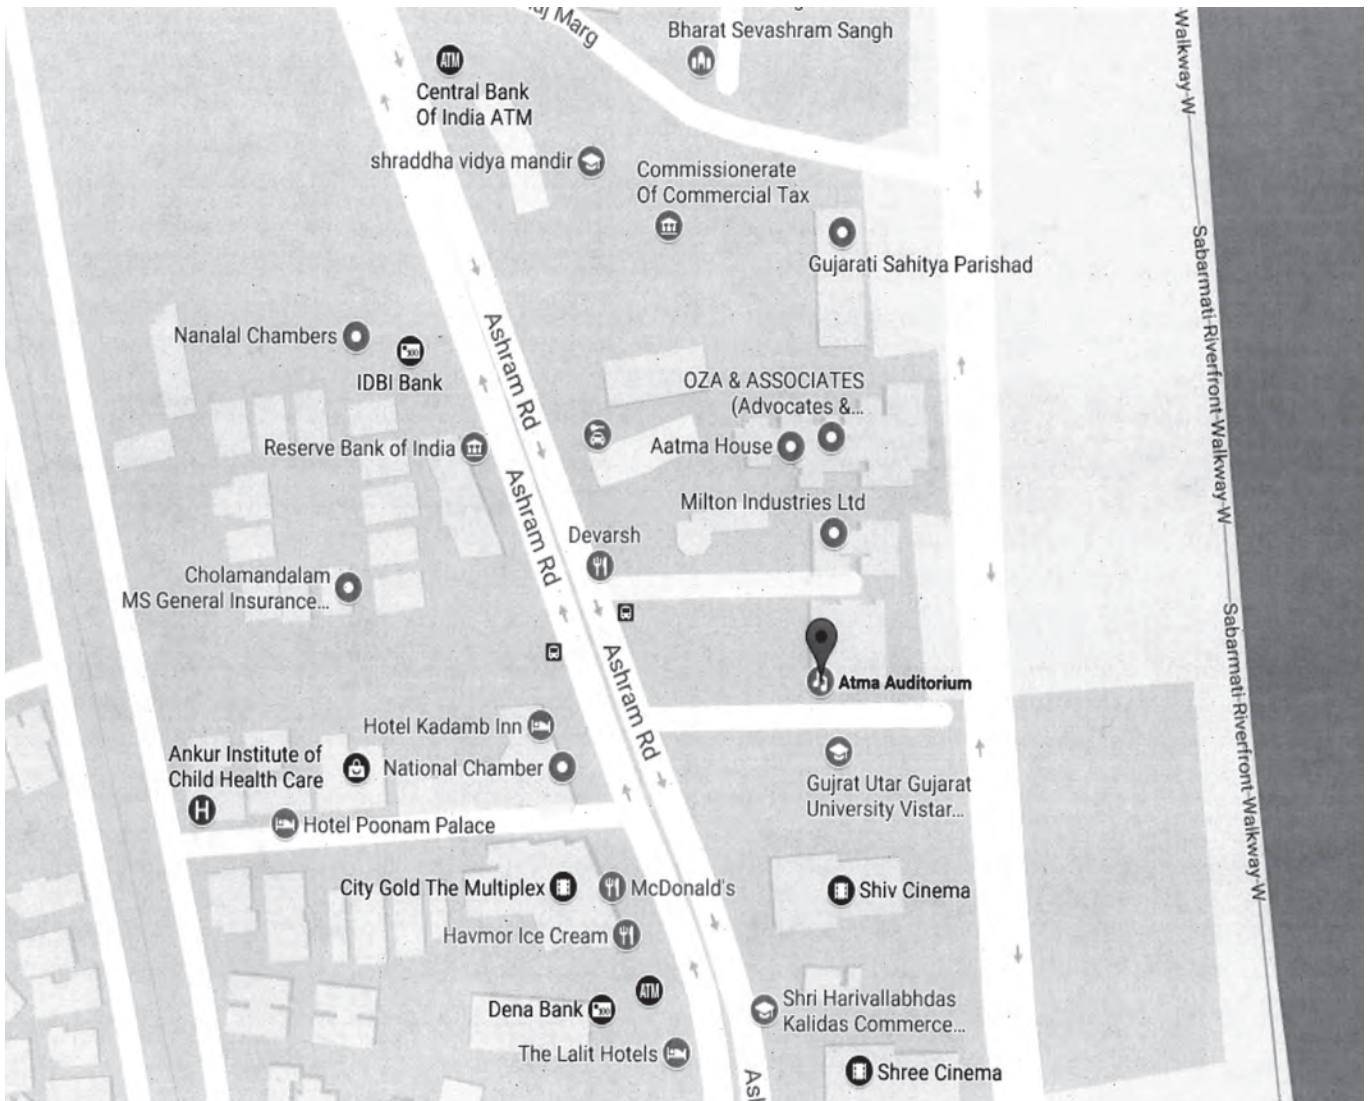 Marg
Bharat Sevashram Sangh
ATM
Central Bank
Of India ATM
shraddha vidya mandir
Commissionerate
Of Commercial Tax
Gujarati Sahitya Parishad
Walkway-W
Sabarmati-Riverfront-Walkway-W
Nanalal Chambers
IDBI Bank
Ashram Rd
OZA & ASSOCIATES
(Advocates &...
Reserve Bank of India
Aatma House
Ashram Rd
Milton Industries Ltd
Devarsh
Cholamandalam
MS General Insurance...
Sabarmati-Riverfront-Walkway-W
Ashram Rd
Atma Auditorium
Hotel Kadamb Inn
Ankur Institute of
Child Health Care
National Chamber
Gujrat Utar Gujarat
University Vistar...
H
Hotel Poonam Palace
City Gold The Multiplex
McDonald's
Shiv Cinema
Havmor Ice Cream
ATM
Dena Bank
Shri Harivallabhdas
Kalidas Commerce...
The Lalit Hotels
Shree Cinema